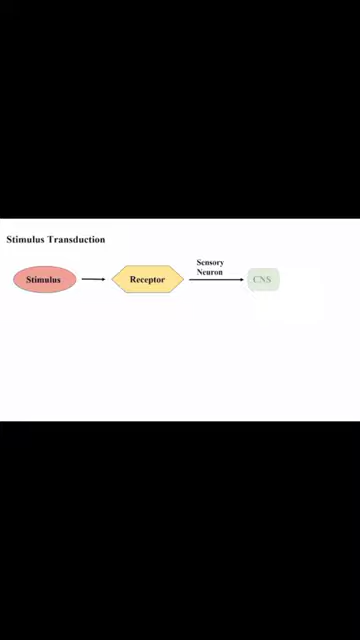 Stimulus Transduction
Stimulus
Receptor
Sensory
Neuron
CNS